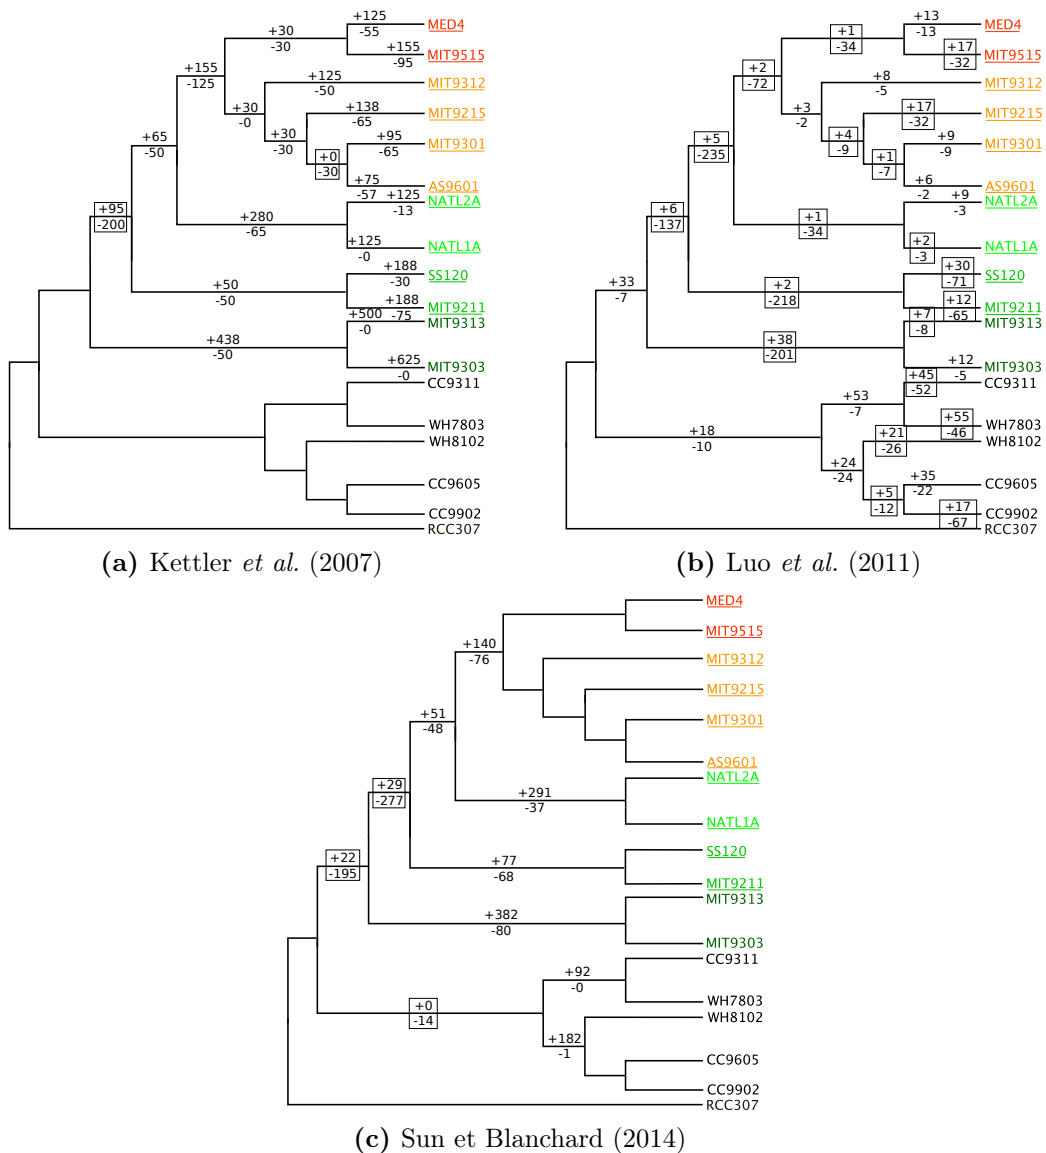 +125
-55
MED4
+30
-30
+155
-95
MIT9515
+155
-125
+125
-50
MIT9312
+30
-0
+138
-65
MIT9215
+30
-30
+65
-50
+95
-65
MIT9301
+0
-30
+75
-57
AS9601
+125
-13
NATL2A
+95
-200
+280
-65
+125
-0
NATL1A
+188
-30
SS120
+50
-50
+188
-75
MIT9211
+500
-0
MIT9313
+438
-50
+625
-0
MIT9303
CC9311
WH7803
WH8102
CC9605
CC9902
RCC307
(a) Kettler et al. (2007)
+13
-13
MED4
+1
-34
+17
-32
MIT9515
+2
-72
+8
-5
MIT9312
+3
-2
+17
-32
MIT9215
+4
-9
+5
-235
+9
-9
MIT9301
+1
-7
+6
-2
AS9601
+9
-3
NATL2A
+6
-137
+1
-34
+2
-3
NATL1A
+30
-71
SS120
+33
-7
+2
-218
+12
-65
MIT9211
+7
-8
MIT9313
+38
-201
+12
-5
MIT9303
+45
-52
CC9311
+53
-7
+55
-46
WH7803
+18
-10
+21
-26
WH8102
+24
-24
+35
-22
CC9605
+5
-12
+17
-67
CC9902
RCC307
(b) Luo et al. (2011)
MED4
MIT9515
+140
-76
MIT9312
MIT9215
+51
-48
MIT9301
AS9601
NATL2A
+29
-277
+291
-37
NATL1A
SS120
+22
-195
+77
-68
MIT9211
MIT9313
+382
-80
MIT9303
CC9311
+92
-0
WH7803
+0
-14
WH8102
+182
-1
CC9605
CC9902
RCC307
(c) Sun et Blanchard (2014)